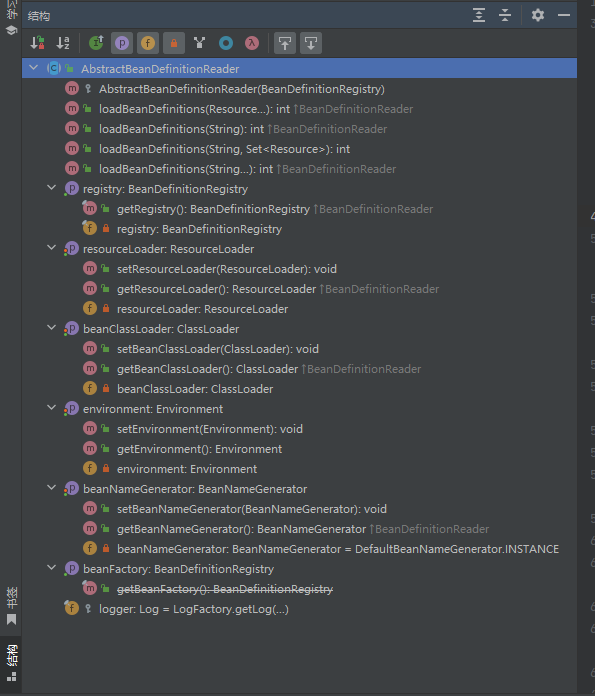 学习
结构
AbstractBeanDefinitionReader
AbstractBeanDefinitionReader(BeanDefinitionRegistry)
loadBeanDefinitions(Resource...): int ↑BeanDefinitionReader
loadBeanDefinitions(String): int ↑BeanDefinitionReader
loadBeanDefinitions(String, Set<Resource>): int
loadBeanDefinitions(String...): int ↑BeanDefinitionReader
registry: BeanDefinitionRegistry
getRegistry(): BeanDefinitionRegistry ↑BeanDefinitionReader
registry: BeanDefinitionRegistry
resourceLoader: ResourceLoader
setResourceLoader(ResourceLoader): void
getResourceLoader(): ResourceLoader ↑BeanDefinitionReader
resourceLoader: ResourceLoader
beanClassLoader: ClassLoader
setBeanClassLoader(ClassLoader): void
getBeanClassLoader(): ClassLoader ↑BeanDefinitionReader
beanClassLoader: ClassLoader
environment: Environment
setEnvironment(Environment): void
getEnvironment(): Environment
environment: Environment
beanNameGenerator: BeanNameGenerator
setBeanNameGenerator(BeanNameGenerator): void
getBeanNameGenerator(): BeanNameGenerator ↑BeanDefinitionReader
beanNameGenerator: BeanNameGenerator = DefaultBeanNameGenerator.INSTANCE
beanFactory: BeanDefinitionRegistry
getBeanFactory(): BeanDefinitionRegistry
logger: Log = LogFactory.getLog(...)
书签
结构